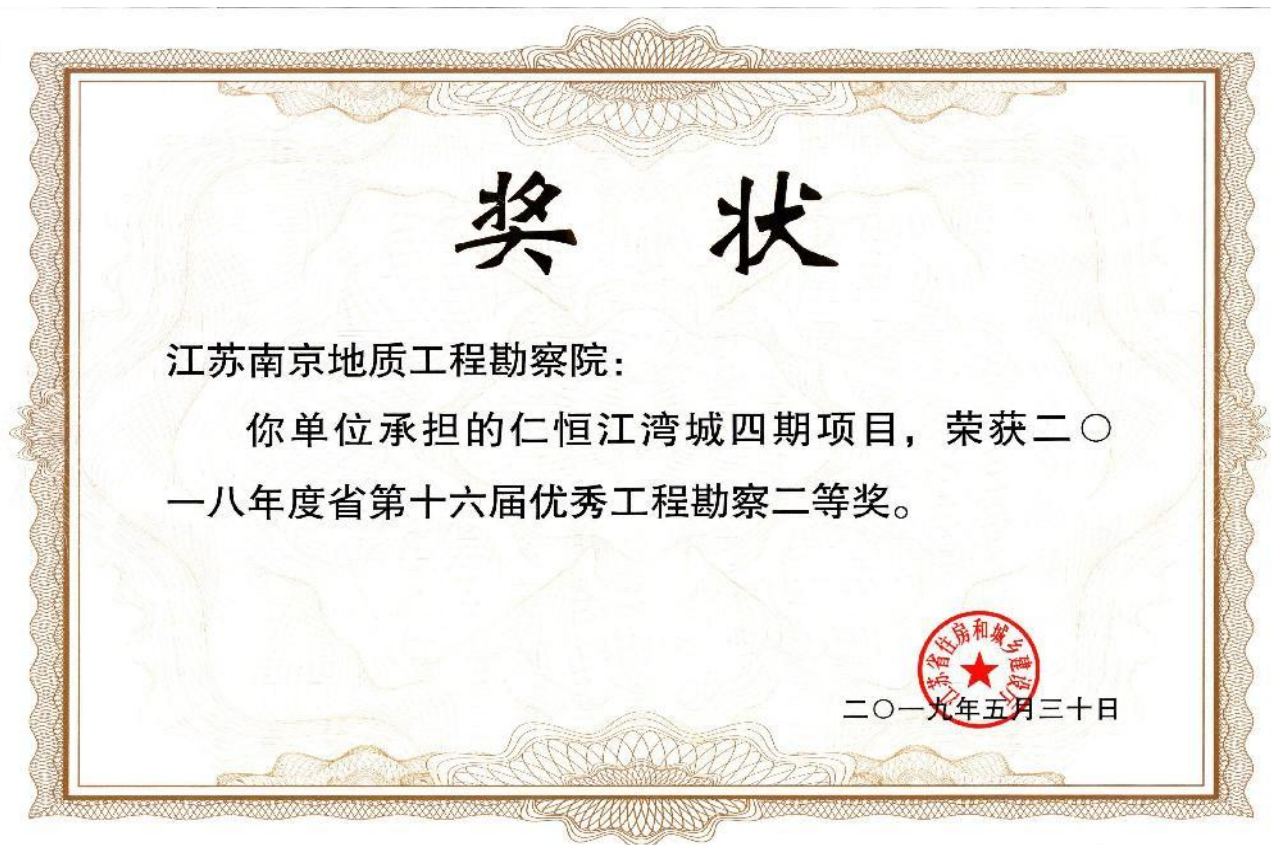 奖 状
江苏南京地质工程勘察院：
你单位承担的仁恒江湾城四期项目，荣获二〇
一八年度省第十六届优秀工程勘察二等奖。
江苏省住房和城乡建设厅
二〇一九年五月三十日